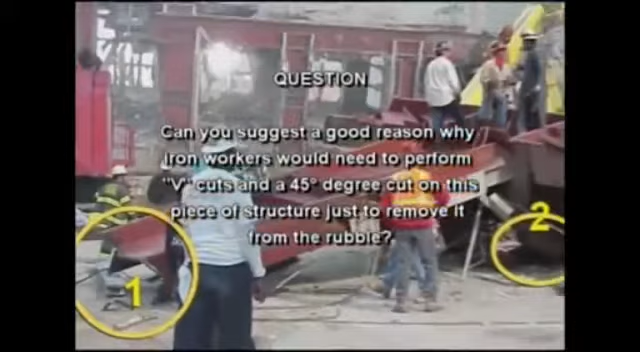 QUESTION
Can you suggest a good reason why
iron workers would need to perform
"V" cuts and a 45° degree cut on this
piece of structure just to remove it
from the rubble?
1
2